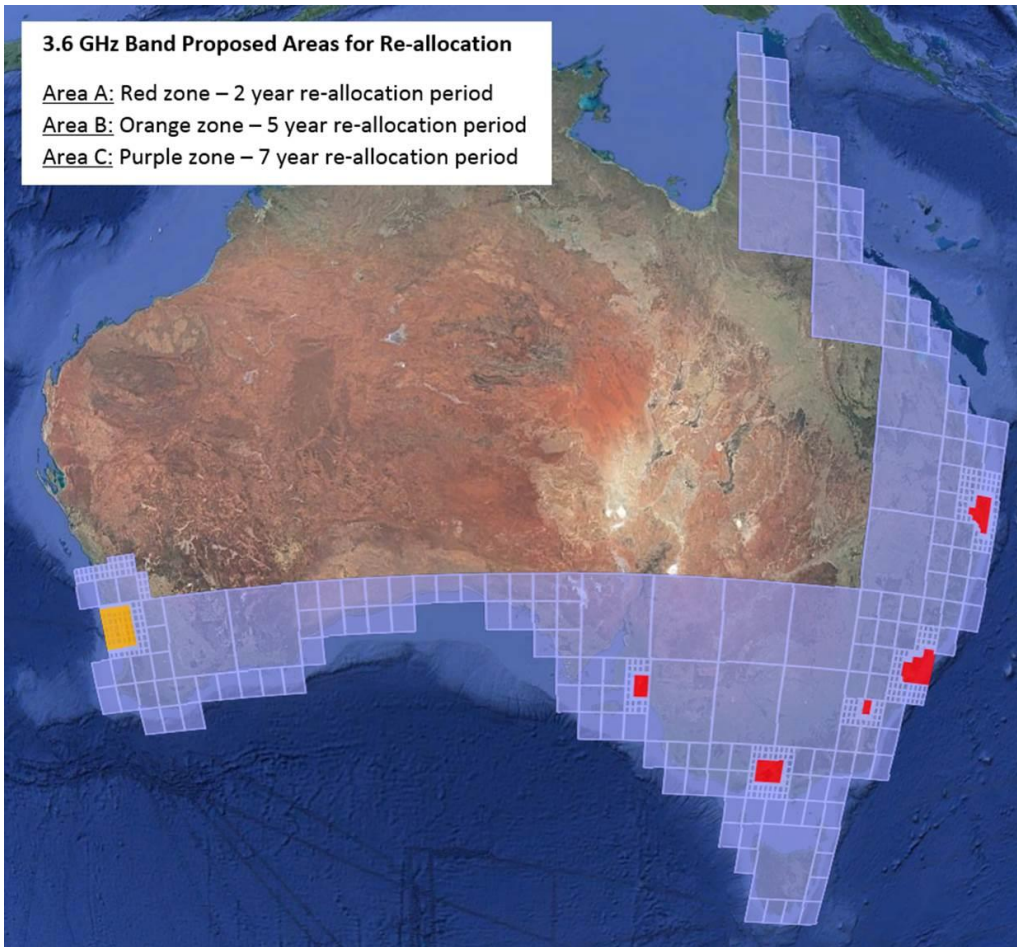 3.6 GHz Band Proposed Areas for Re-allocation
Area A: Red zone – 2 year re-allocation period
Area B: Orange zone – 5 year re-allocation period
Area C: Purple zone – 7 year re-allocation period